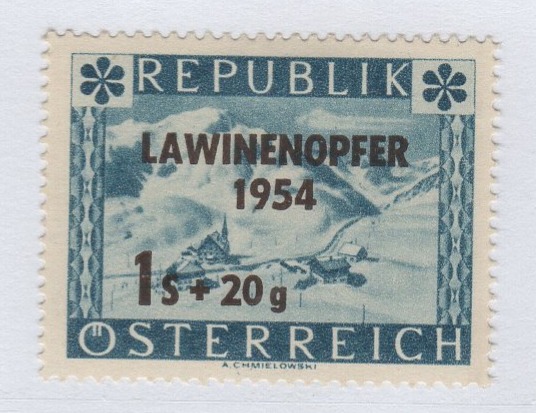 REPUBLIK
LAWINENOPFER
1954
1s + 20g
ÖSTERREICH
A. CHMIELOWSKI